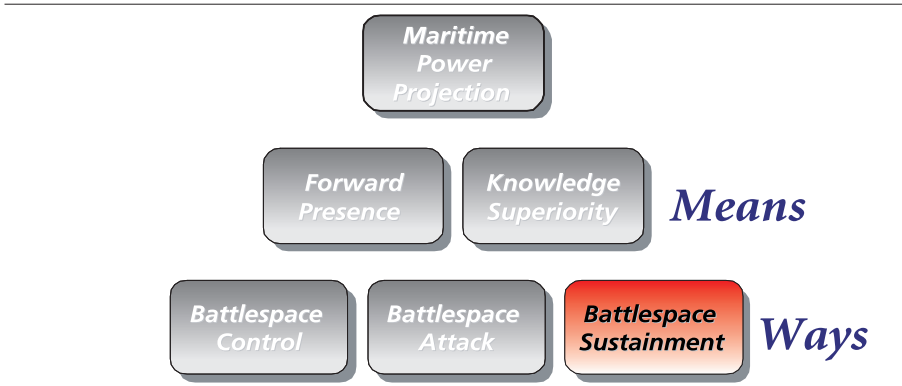 Maritime
Power
Projection
Forward
Presence
Knowledge
Superiority
Means
Battlespace
Control
Battlespace
Attack
Battlespace
Sustainment
Ways